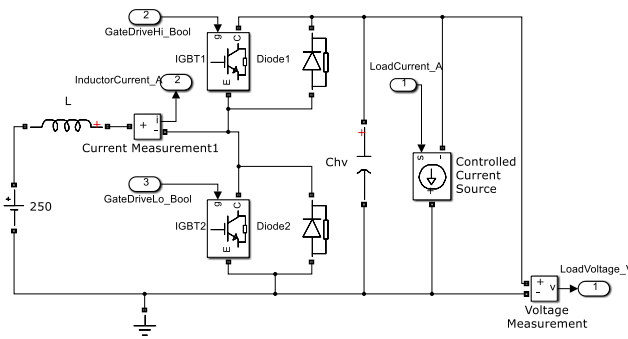 2
GateDriveHi_Bool
g
C
IGBT1
Diode1
E
InductorCurrent_A
2
LoadCurrent_A
1
L
+
+
i
-
Current Measurement1
s
-
+
Controlled
Current
Source
Chv
+
3
GateDriveLo_Bool
g
C
IGBT2
Diode2
E
+
250
LoadVoltage_V
+
-
v
1
Voltage
Measurement